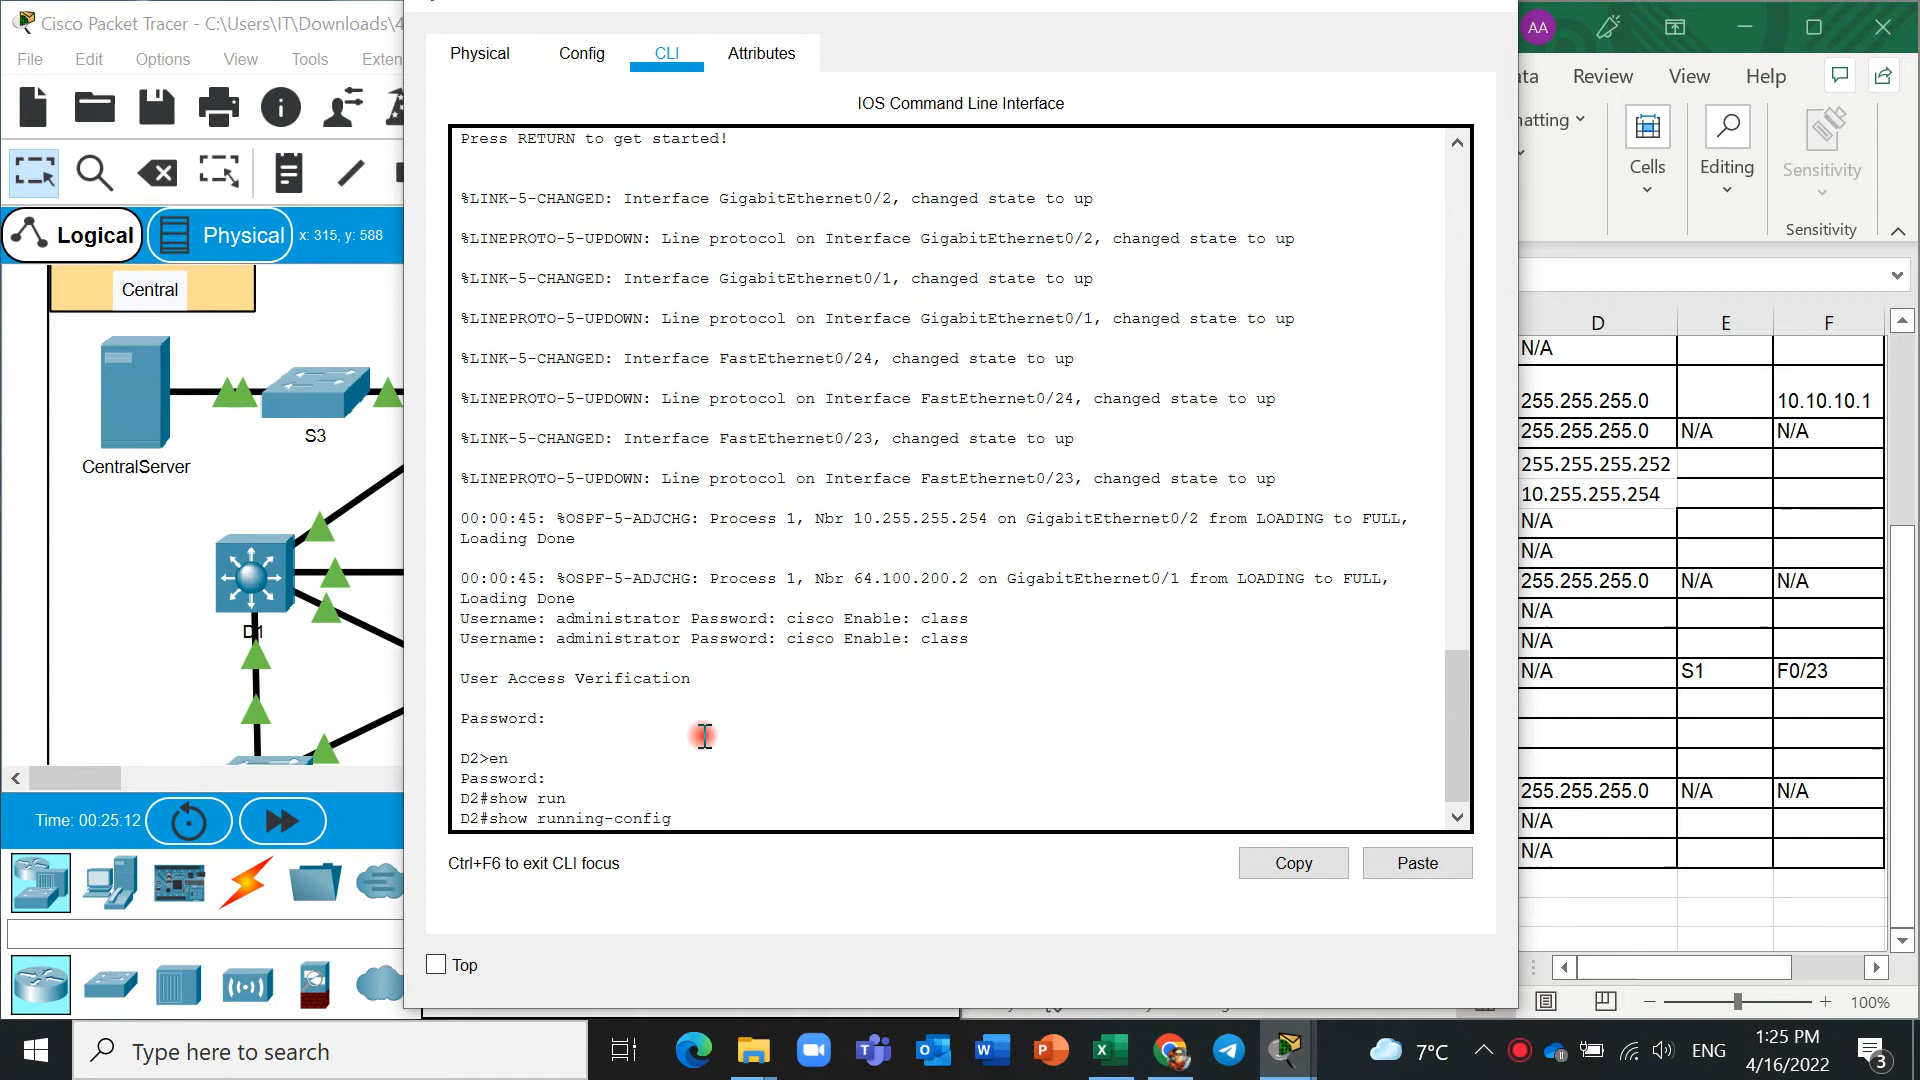 Cisco Packet Tracer - C:\Users\IT\Downloads\4
File Edit Options View Tools Exten
Logical Physical x: 315, y: 588
Central
CentralServer
S3
D1
Time: 00:25:12
Physical Config CLI Attributes
IOS Command Line Interface
Press RETURN to get started!
%LINK-5-CHANGED: Interface GigabitEthernet0/2, changed state to up
%LINEPROTO-5-UPDOWN: Line protocol on Interface GigabitEthernet0/2, changed state to up
%LINK-5-CHANGED: Interface GigabitEthernet0/1, changed state to up
%LINEPROTO-5-UPDOWN: Line protocol on Interface GigabitEthernet0/1, changed state to up
%LINK-5-CHANGED: Interface FastEthernet0/24, changed state to up
%LINEPROTO-5-UPDOWN: Line protocol on Interface FastEthernet0/24, changed state to up
%LINK-5-CHANGED: Interface FastEthernet0/23, changed state to up
%LINEPROTO-5-UPDOWN: Line protocol on Interface FastEthernet0/23, changed state to up
00:00:45: %OSPF-5-ADJCHG: Process 1, Nbr 10.255.255.254 on GigabitEthernet0/2 from LOADING to FULL,
Loading Done
00:00:45: %OSPF-5-ADJCHG: Process 1, Nbr 64.100.200.2 on GigabitEthernet0/1 from LOADING to FULL,
Loading Done
Username: administrator Password: cisco Enable: class
Username: administrator Password: cisco Enable: class
User Access Verification
Password:
D2>en
Password:
D2#show run
D2#show running-config
Ctrl+F6 to exit CLI focus
Copy Paste
Top
AA
ata Review View Help
natting
Cells
Editing
Sensitivity
Sensitivity
D E F
N/A
255.255.255.0 10.10.10.1
255.255.255.0 N/A N/A
255.255.255.252
10.255.255.254
N/A
N/A
255.255.255.0 N/A N/A
N/A
N/A
N/A S1 F0/23
255.255.255.0 N/A N/A
N/A
N/A
100%
Type here to search
7°C
ENG
1:25 PM
4/16/2022
3